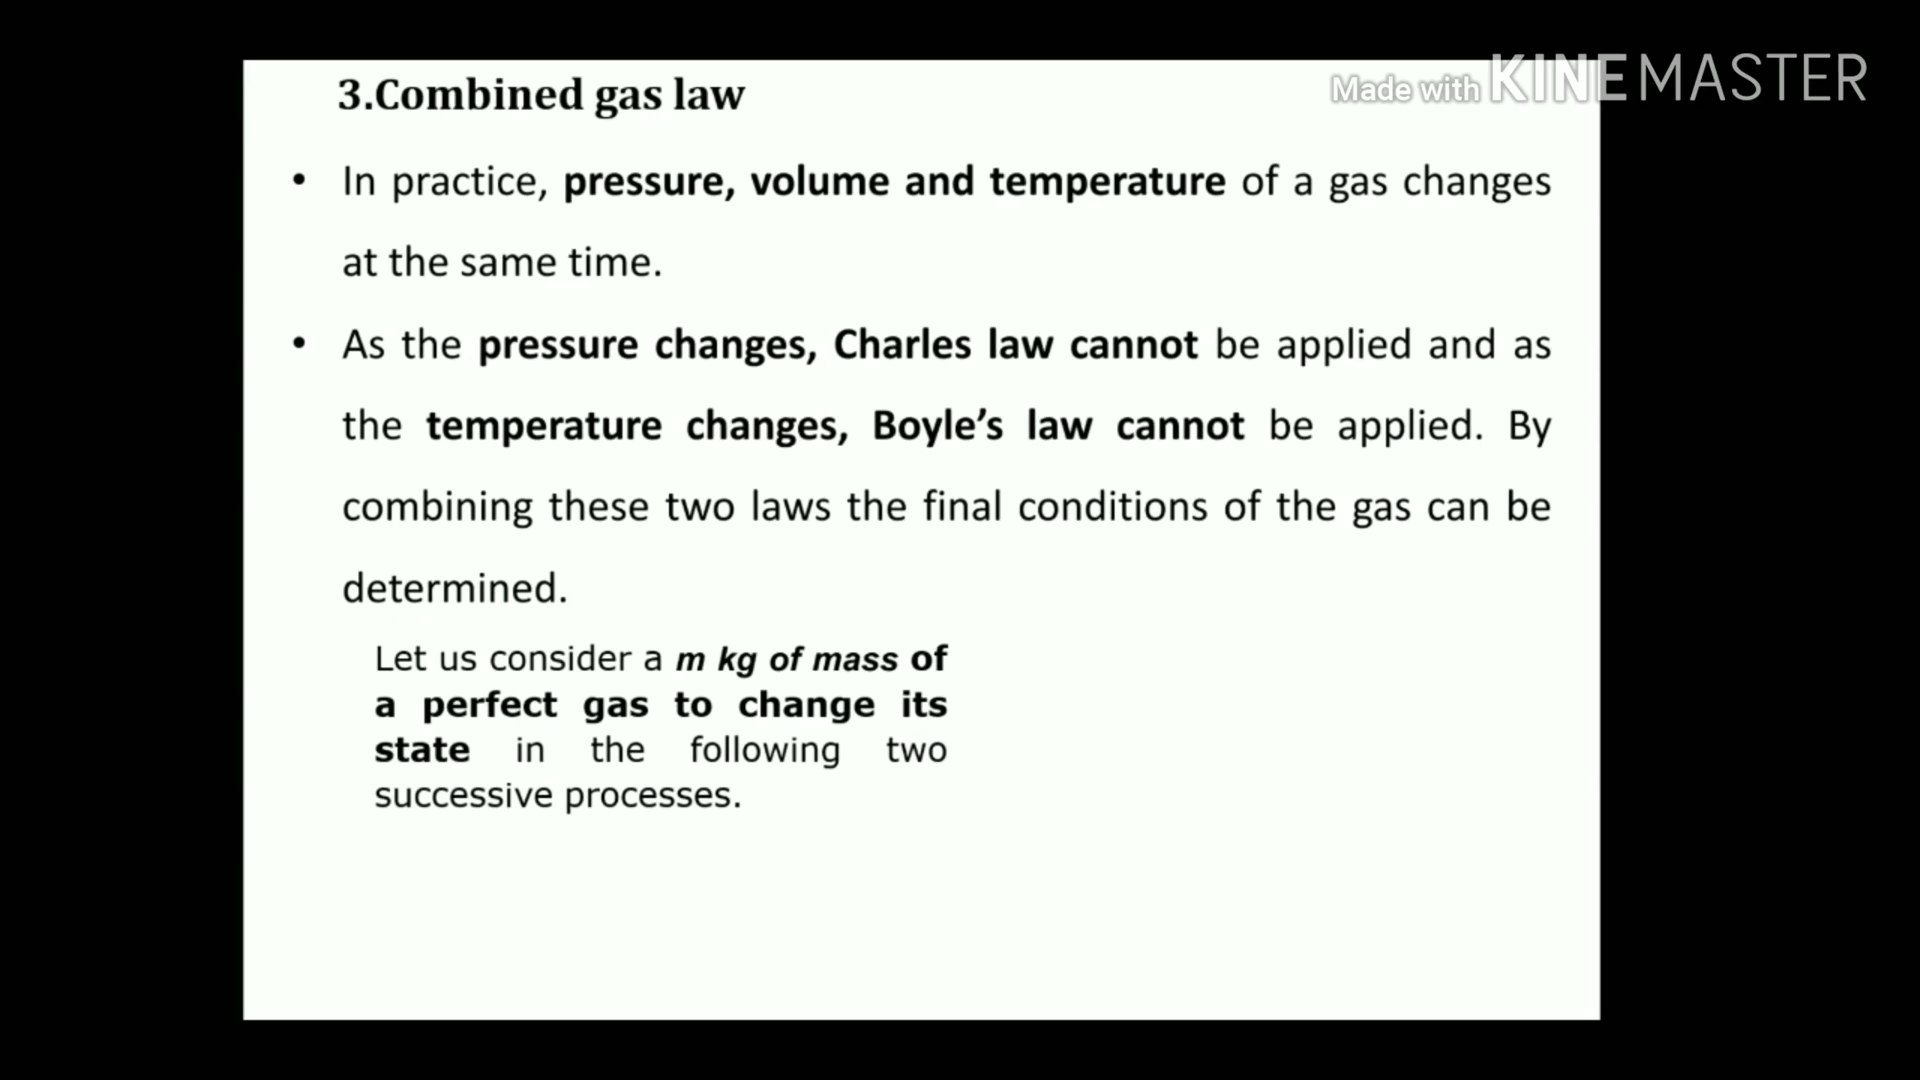 Made with KINEMASTER
3.Combined gas law
• In practice, pressure, volume and temperature of a gas changes
at the same time.
• As the pressure changes, Charles law cannot be applied and as
the temperature changes, Boyle’s law cannot be applied. By
combining these two laws the final conditions of the gas can be
determined.
Let us consider a m kg of mass of
a perfect gas to change its
state in the following two
successive processes.